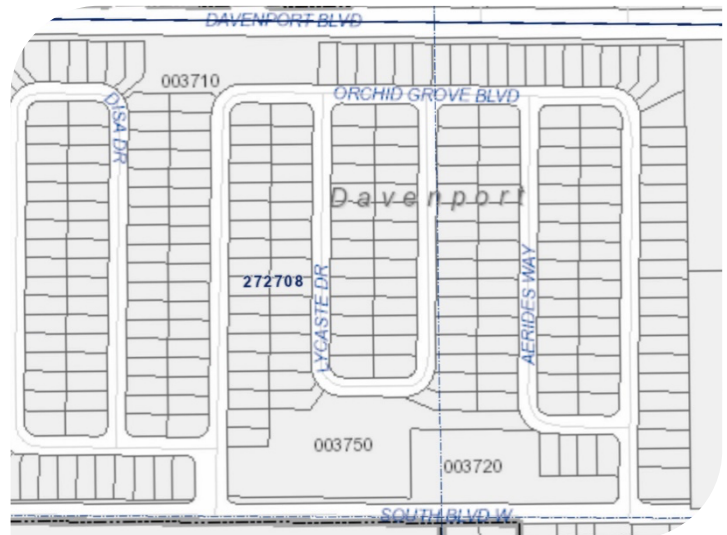 DAVENPORT BLVD
003710
ORCHID GROVE BLVD
DISA DR
Davenport
272708
LYCASTE DR
AERIDES WAY
003750
003720
SOUTH BLVD W